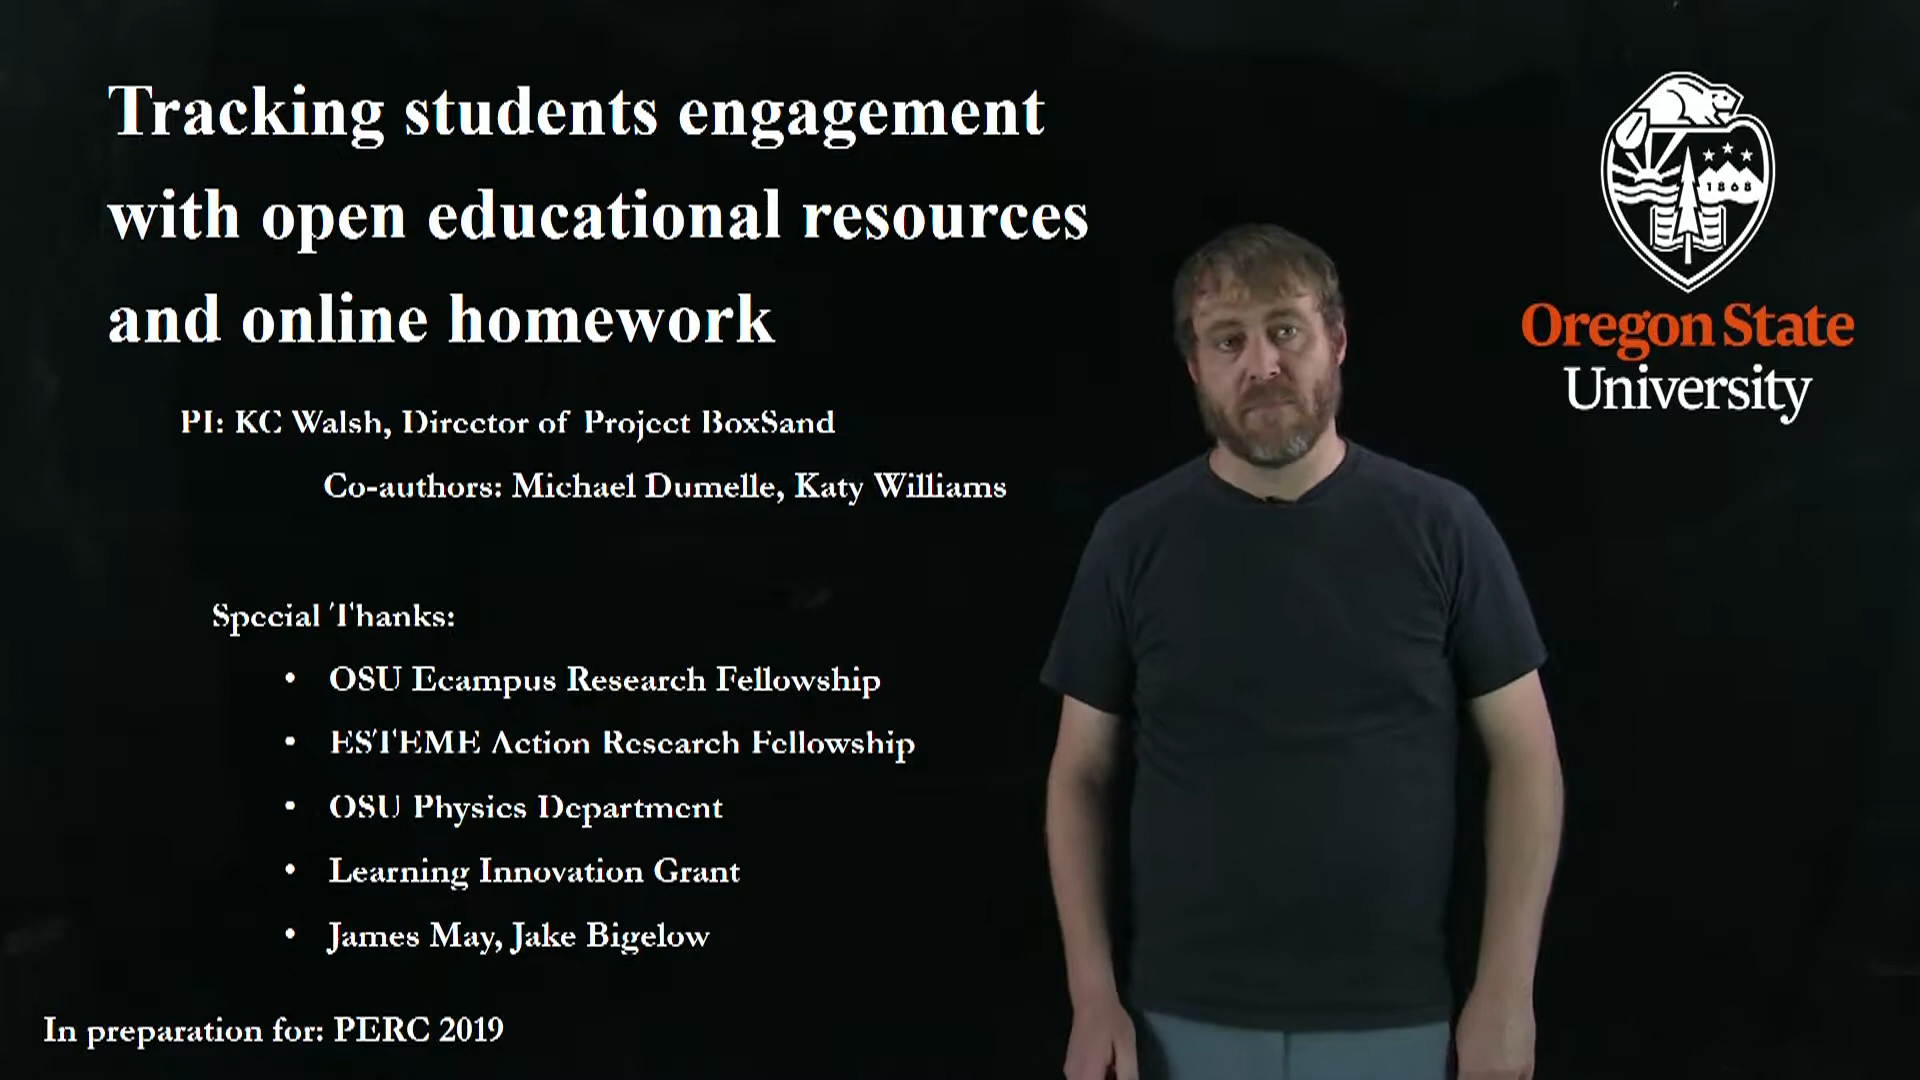 Tracking students engagement
with open educational resources
and online homework
PI: KC Walsh, Director of Project BoxSand
Co-authors: Michael Dumelle, Katy Williams
Special Thanks:
• OSU Ecampus Research Fellowship
• ESTEME Action Research Fellowship
• OSU Physics Department
• Learning Innovation Grant
• James May, Jake Bigelow
In preparation for: PERC 2019
1868
Oregon State
University